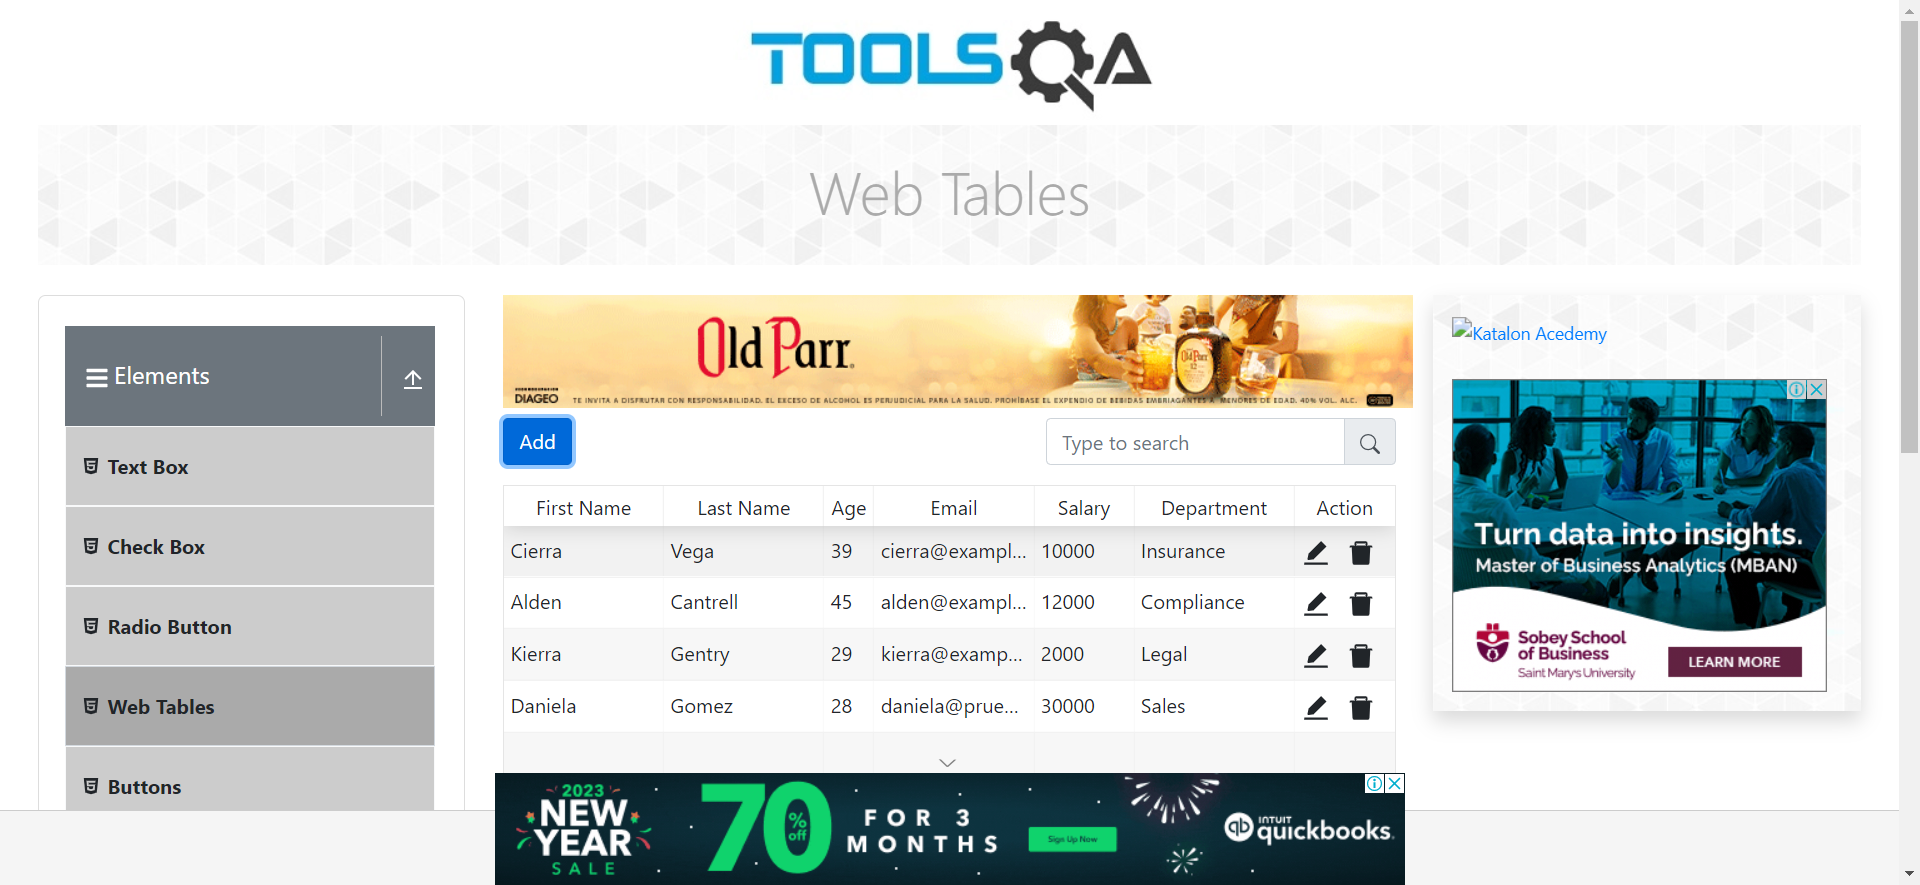 TOOLSQA
Web Tables
Elements
Text Box
Check Box
Radio Button
Web Tables
Buttons
Old Parr
DIAGEO
TE INVITA A DISFRUTAR CON RESPONSABILIDAD. EL EXCESO DE ALCOHOL ES PERJUDICIAL PARA LA SALUD. PROHÍBASE EL EXPENDIO DE BEBIDAS EMBRIAGANTES A MENORES DE EDAD. 40% VOL. ALC.
Add
Type to search
First Name Last Name Age Email Salary Department Action
Cierra Vega 39 cierra@exampl... 10000 Insurance
Alden Cantrell 45 alden@exampl... 12000 Compliance
Kierra Gentry 29 kierra@examp... 2000 Legal
Daniela Gomez 28 daniela@prue... 30000 Sales
Katalon Acedemy
Turn data into insights.
Master of Business Analytics (MBAN)
Sobey School
of Business
Saint Mary's University
LEARN MORE
2023
NEW
YEAR
SALE
70% off
FOR 3
MONTHS
Sign Up Now
INTUIT
quickbooks.